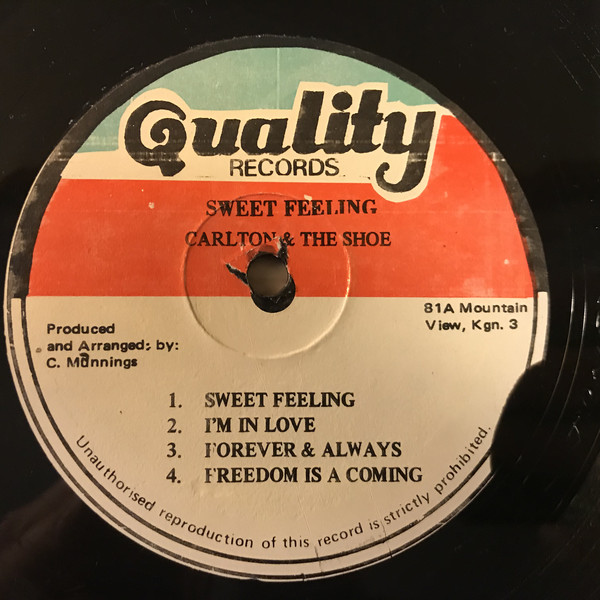 Quality
RECORDS
SWEET FEELING
CARLTON & THE SHOE
81A Mountain
View, Kgn. 3
Produced
and Arranged: by:
C. Mannings
1. SWEET FEELING
2. I'M IN LOVE
3. FOREVER & ALWAYS
4. FREEDOM IS A COMING
Unauthorised reproduction of this record is strictly prohibited.